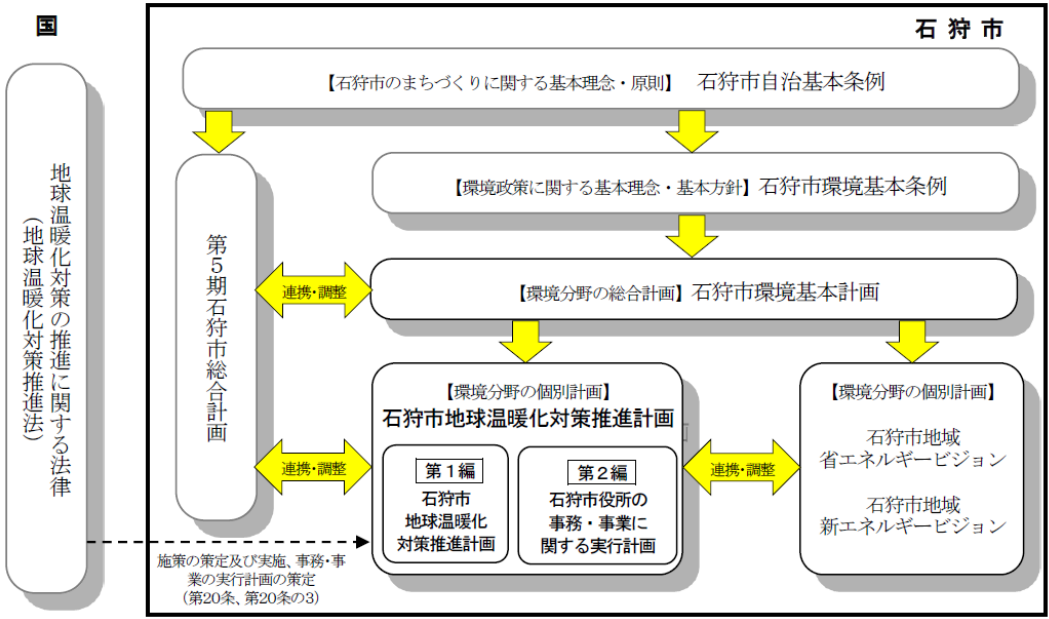 国
石狩市
地球温暖化対策の推進に関する法律
(地球温暖化対策推進法)
【石狩市のまちづくりに関する基本理念・原則】 石狩市自治基本条例
【環境政策に関する基本理念・基本方針】石狩市環境基本条例
第5期石狩市総合計画
連携・調整
【環境分野の総合計画】石狩市環境基本計画
【環境分野の個別計画】
石狩市地球温暖化対策推進計画
第1編
石狩市
地球温暖化
対策推進計画
第2編
石狩市役所の
事務・事業に
関する実行計画
連携・調整
連携・調整
【環境分野の個別計画】
石狩市地域
省エネルギービジョン
石狩市地域
新エネルギービジョン
施策の策定及び実施、事務・事
業の実行計画の策定
(第20条、第20条の3)